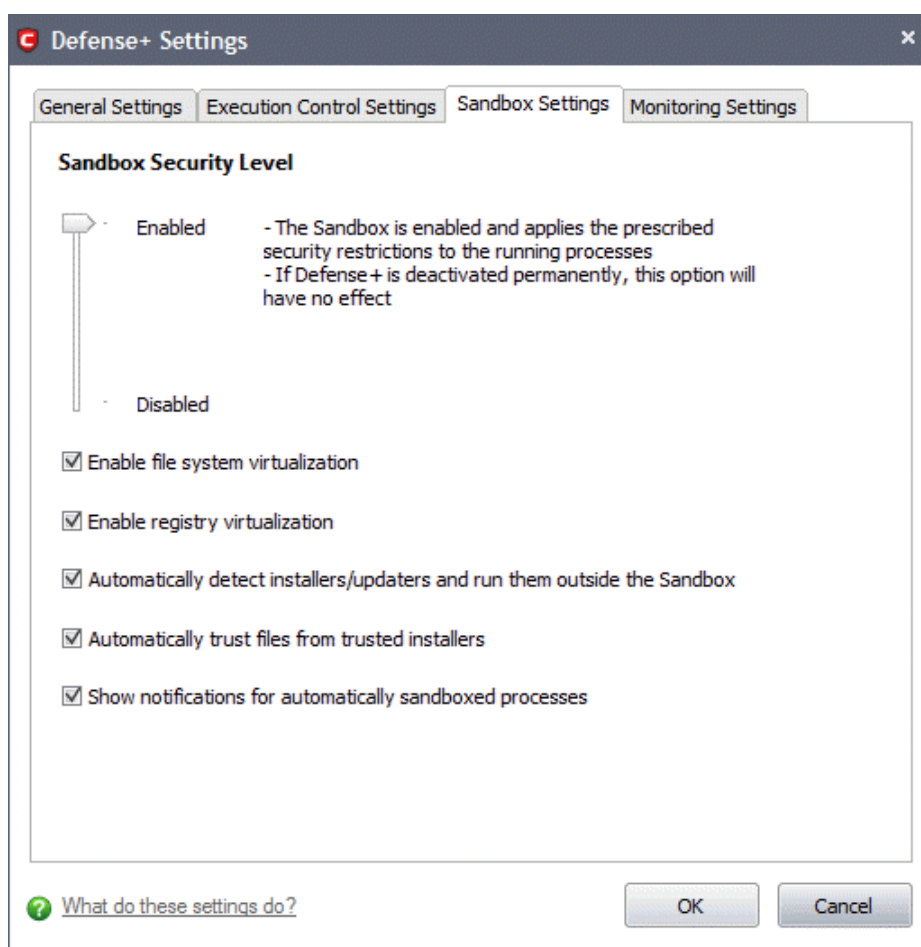 Defense+ Settings
General Settings
Execution Control Settings
Sandbox Settings
Monitoring Settings
Sandbox Security Level
Enabled
- The Sandbox is enabled and applies the prescribed
security restrictions to the running processes
- If Defense+ is deactivated permanently, this option will
have no effect
Disabled
Enable file system virtualization
Enable registry virtualization
Automatically detect installers/updaters and run them outside the Sandbox
Automatically trust files from trusted installers
Show notifications for automatically sandboxed processes
What do these settings do?
OK
Cancel